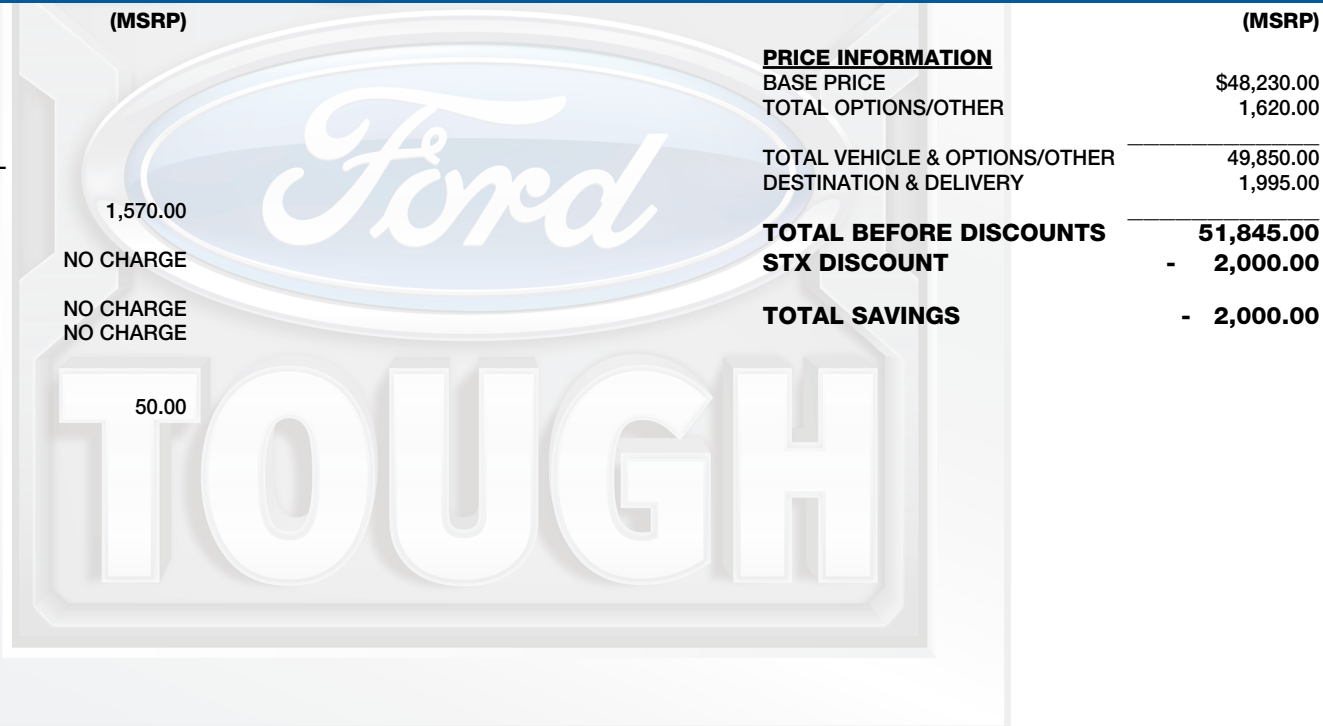 (MSRP)
1,570.00
NO CHARGE
NO CHARGE
NO CHARGE
50.00
Ford
TOUGH
(MSRP)
PRICE INFORMATION
BASE PRICE $48,230.00
TOTAL OPTIONS/OTHER 1,620.00
TOTAL VEHICLE & OPTIONS/OTHER 49,850.00
DESTINATION & DELIVERY 1,995.00
TOTAL BEFORE DISCOUNTS 51,845.00
STX DISCOUNT - 2,000.00
TOTAL SAVINGS - 2,000.00